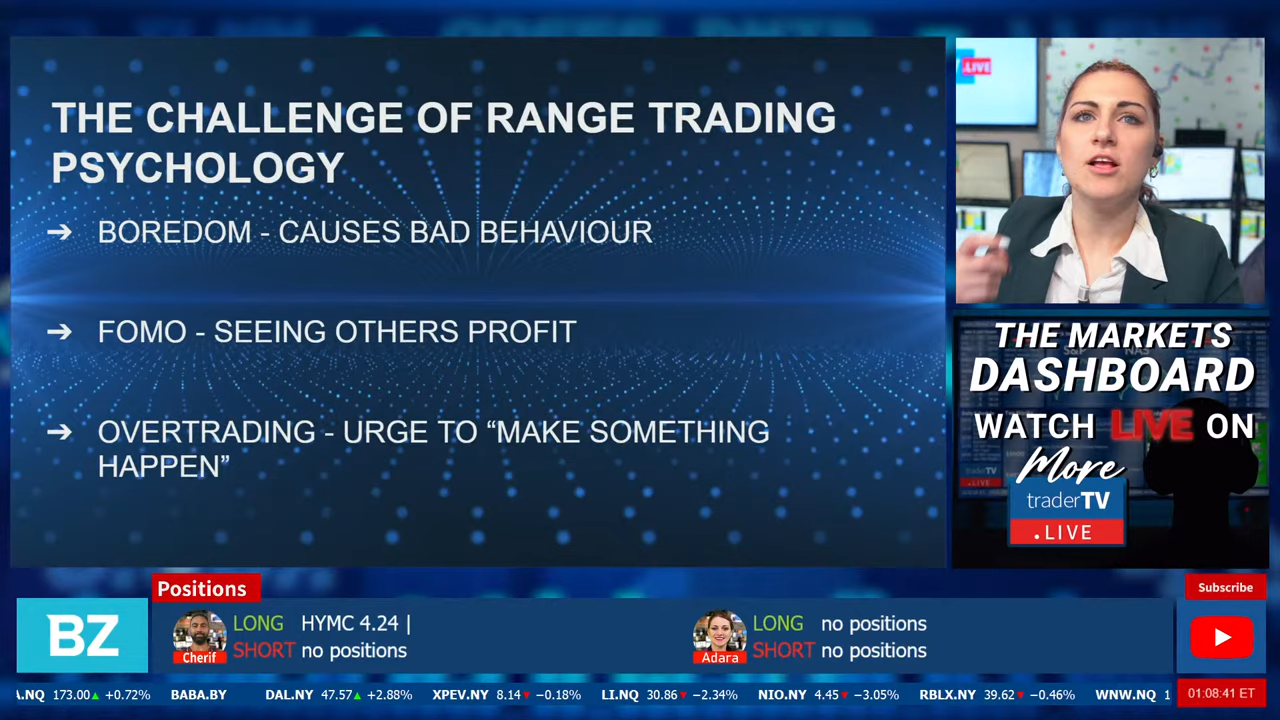 THE CHALLENGE OF RANGE TRADING
PSYCHOLOGY
➔ BOREDOM - CAUSES BAD BEHAVIOUR
➔ FOMO - SEEING OTHERS PROFIT
➔ OVERTRADING - URGE TO “MAKE SOMETHING
HAPPEN”
.LIVE
THE MARKETS
DASHBOARD
WATCH LIVE ON
More
traderTV
.LIVE
Positions
Subscribe
BZ
Cherif
LONG HYMC 4.24 |
SHORT no positions
Adara
LONG no positions
SHORT no positions
A.NQ 173.00▲ +0.72% BABA.BY DAL.NY 47.57▲ +2.88% XPEV.NY 8.14▼ −0.18% LI.NQ 30.86▼ −2.34% NIO.NY 4.45▼ −3.05% RBLX.NY 39.62▼ −0.46% WNW.NQ 1
01:08:41 ET